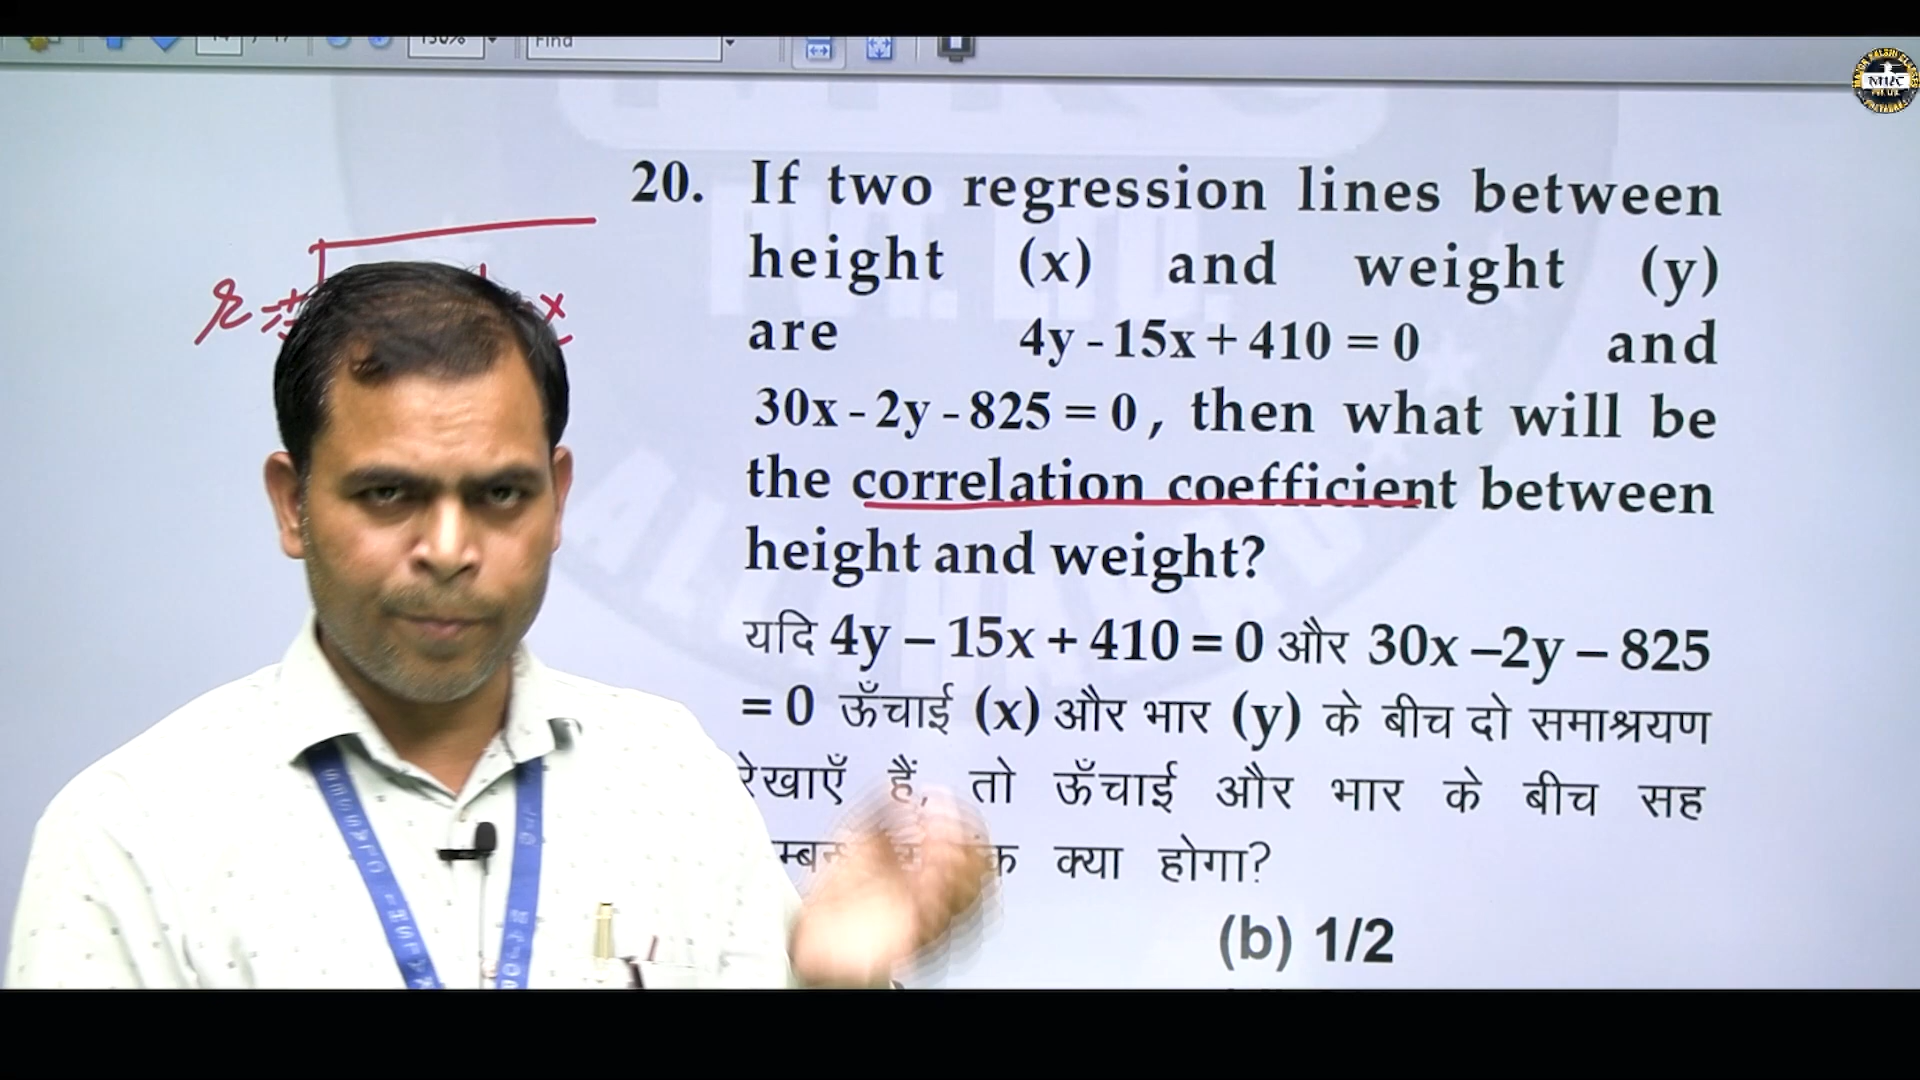 Find
20. If two regression lines between
height (x) and weight (y)
are 4y - 15x + 410 = 0 and
30x - 2y - 825 = 0, then what will be
the correlation coefficient between
height and weight?
यदि 4y – 15x + 410 = 0 और 30x –2y – 825
= 0 ऊँचाई (x) और भार (y) के बीच दो समाश्रयण
रेखाएँ हैं, तो ऊँचाई और भार के बीच सह
क्या होगा?
(b) 1/2